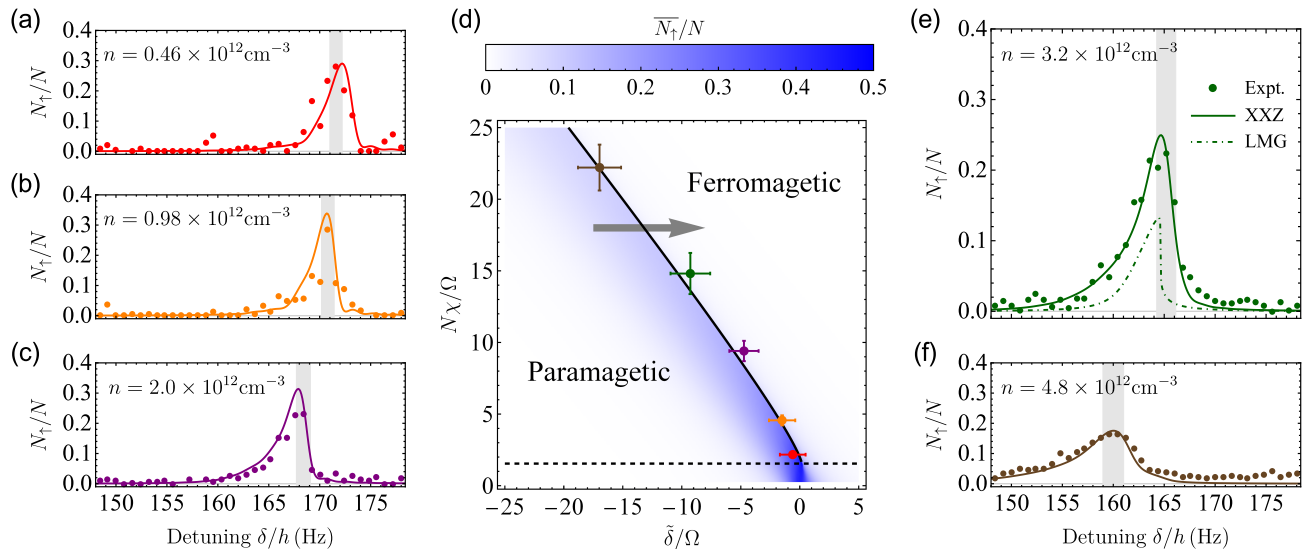 (a)
n = 0.46 × 10¹²cm⁻³
N↑/N
0.4
0.3
0.2
0.1
0.0
150 155 160 165 170 175
(b)
n = 0.98 × 10¹²cm⁻³
N↑/N
0.4
0.3
0.2
0.1
0.0
(c)
n = 2.0 × 10¹²cm⁻³
N↑/N
0.4
0.3
0.2
0.1
0.0
150 155 160 165 170 175
Detuning δ/h (Hz)
(d)
N̅↑/N
0 0.1 0.2 0.3 0.4 0.5
Nχ/Ω
25
20
15
10
5
0
Ferromagetic
Paramagetic
−25 −20 −15 −10 −5 0 5
δ̃/Ω
(e)
n = 3.2 × 10¹²cm⁻³
Expt.
XXZ
LMG
N↑/N
0.4
0.3
0.2
0.1
0.0
(f)
n = 4.8 × 10¹²cm⁻³
N↑/N
0.4
0.3
0.2
0.1
0.0
150 155 160 165 170 175
Detuning δ/h (Hz)